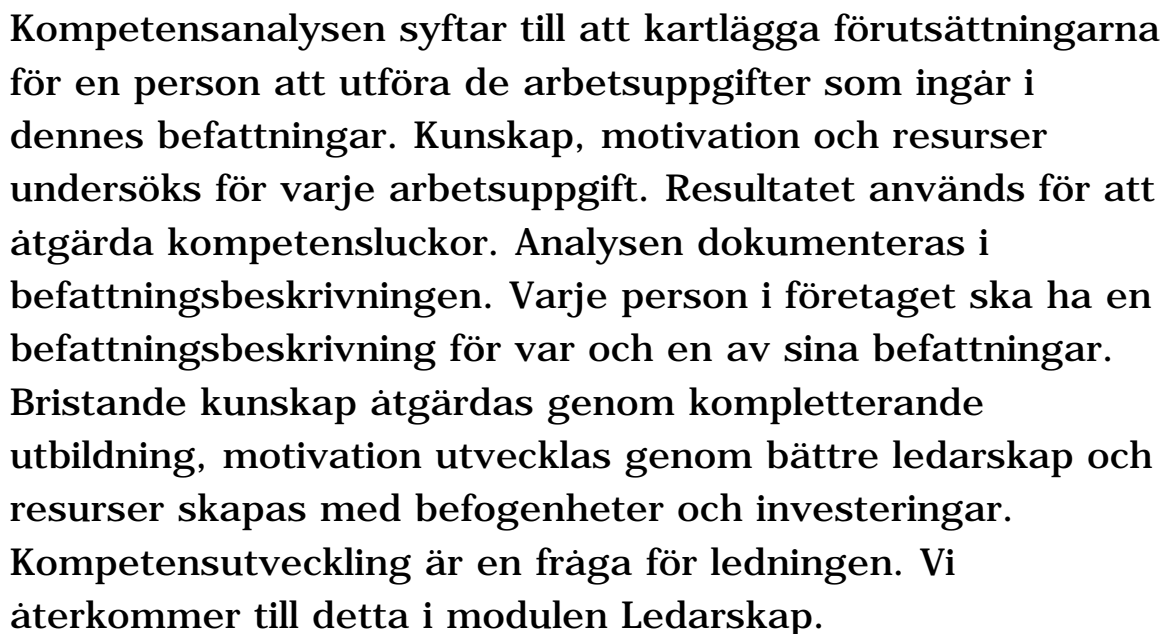 Kompetensanalysen syftar till att kartlägga förutsättningarna
för en person att utföra de arbetsuppgifter som ingår i
dennes befattningar. Kunskap, motivation och resurser
undersöks för varje arbetsuppgift. Resultatet används för att
åtgärda kompetensluckor. Analysen dokumenteras i
befattningsbeskrivningen. Varje person i företaget ska ha en
befattningsbeskrivning för var och en av sina befattningar.
Bristande kunskap åtgärdas genom kompletterande
utbildning, motivation utvecklas genom bättre ledarskap och
resurser skapas med befogenheter och investeringar.
Kompetensutveckling är en fråga för ledningen. Vi
återkommer till detta i modulen Ledarskap.